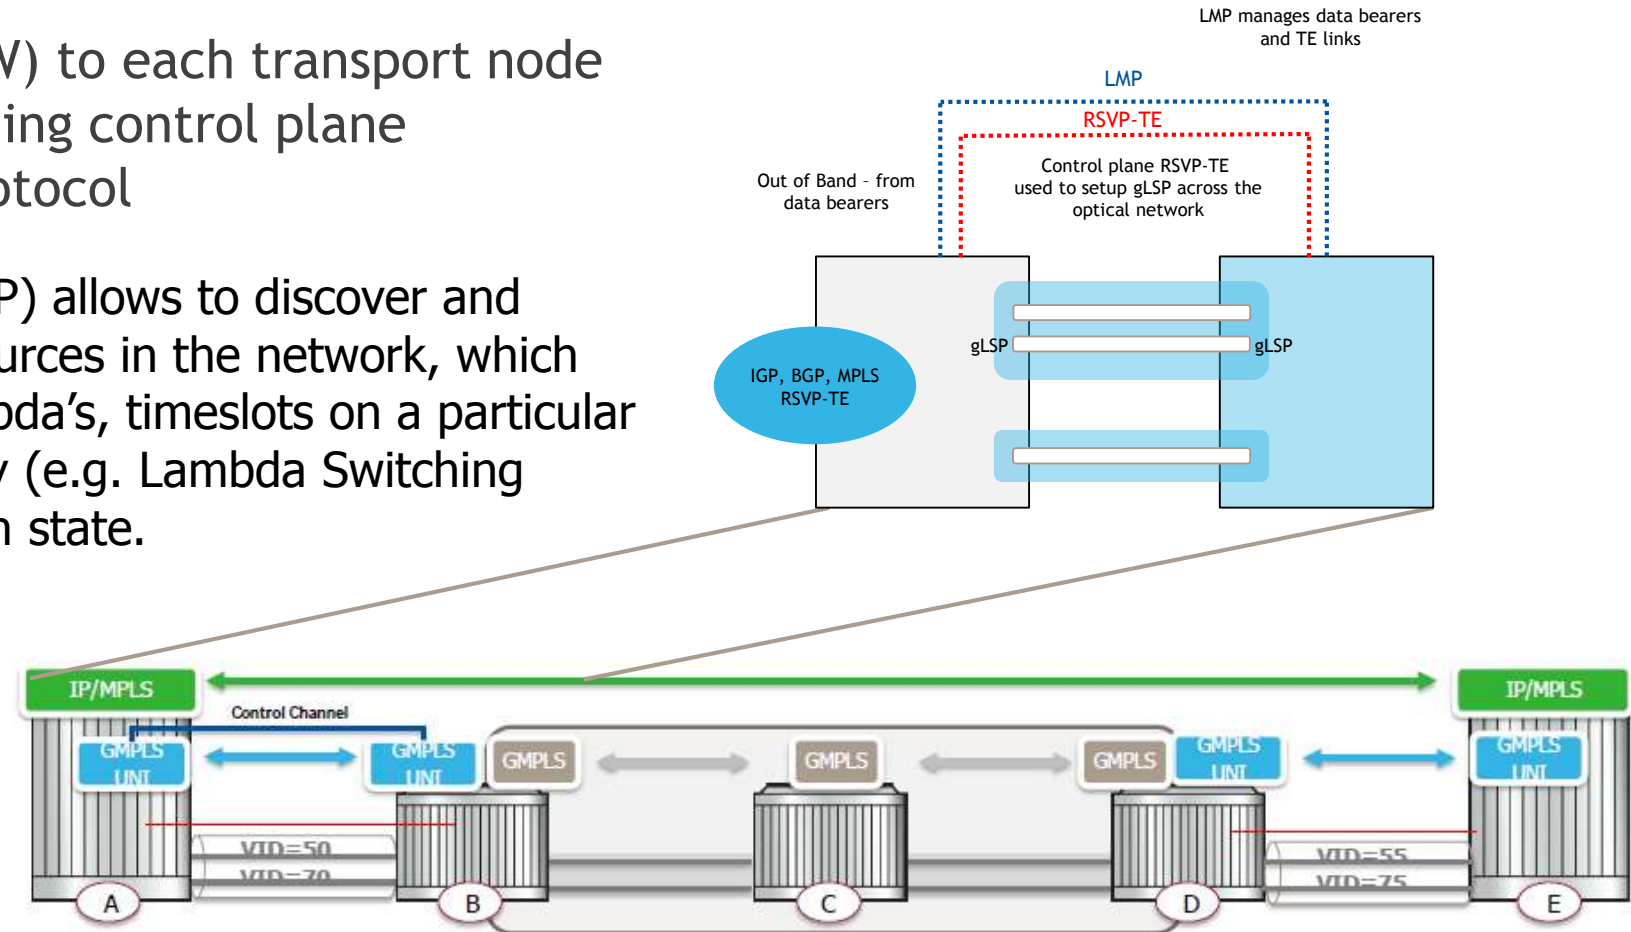 W) to each transport node
ing control plane
otocol
P) allows to discover and
urces in the network, which
bda's, timeslots on a particular
y (e.g. Lambda Switching
n state.
LMP manages data bearers
and TE links
LMP
RSVP-TE
Out of Band - from
data bearers
Control plane RSVP-TE
used to setup gLSP across the
optical network
gLSP
gLSP
IGP, BGP, MPLS
RSVP-TE
IP/MPLS
IP/MPLS
Control Channel
GMPLS
UNI
GMPLS
UNI
GMPLS
GMPLS
GMPLS
GMPLS
UNI
GMPLS
UNI
VID=50
VID=70
VID=55
VID=75
A
B
C
D
E